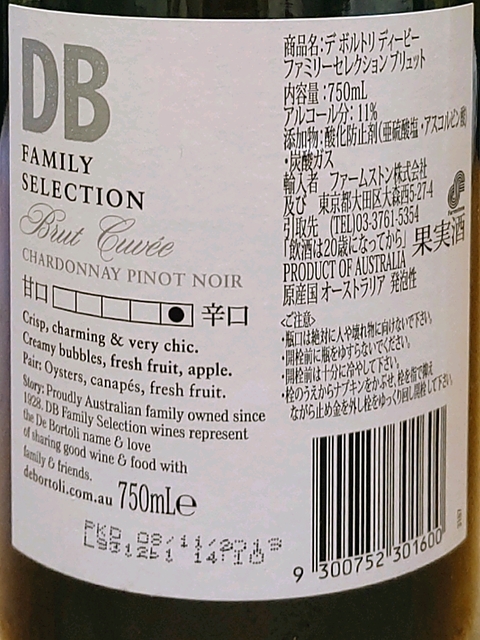 DB
FAMILY
SELECTION
Brut Cuvée
CHARDONNAY PINOT NOIR
甘口 辛口
Crisp, charming & very chic.
Creamy bubbles, fresh fruit, apple.
Pair: Oysters, canapés, fresh fruit.
Story: Proudly Australian family owned since
1928. DB Family Selection wines represent
the De Bortoli name & love
of sharing good wine & food with
family & friends.
debortoli.com.au 750mLe
PKD 08/11/2019
14:10
商品名:デ ボルトリ ディービー
ファミリーセレクション ブリュット
内容量:750mL
アルコール分:11%
添加物:酸化防止剤(亜硫酸塩・アスコルビン酸)
・炭酸ガス
輸入者 ファームストン株式会社
及び 東京都大田区大森西5-27-4
引取先 (TEL)03-3761-5354
「飲酒は20歳になってから」果実酒
PRODUCT OF AUSTRALIA
原産国 オーストラリア 発泡性
<ご注意>
・瓶口は絶対に人や壊れ物に向けないで下さい。
・開栓前に瓶をゆすらないでください。
・開栓前は十分に冷やして下さい。
・栓のうえからナプキンをかぶせ、栓を指で押え
ながら止め金を外し栓をゆっくり回し開栓して下さい。
9 300752 301600